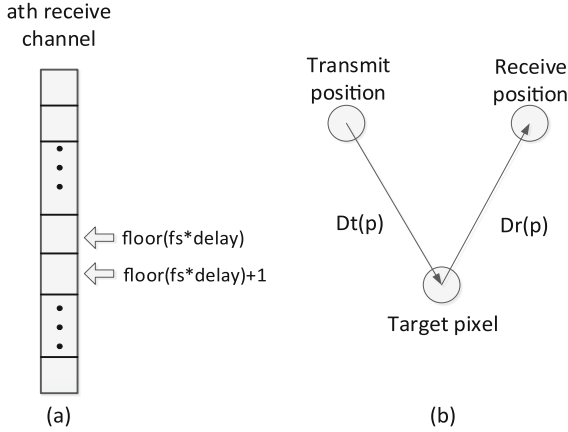 ath receive
channel
floor(fs*delay)
floor(fs*delay)+1
(a)
Transmit
position
Receive
position
Dt(p)
Dr(p)
Target pixel
(b)